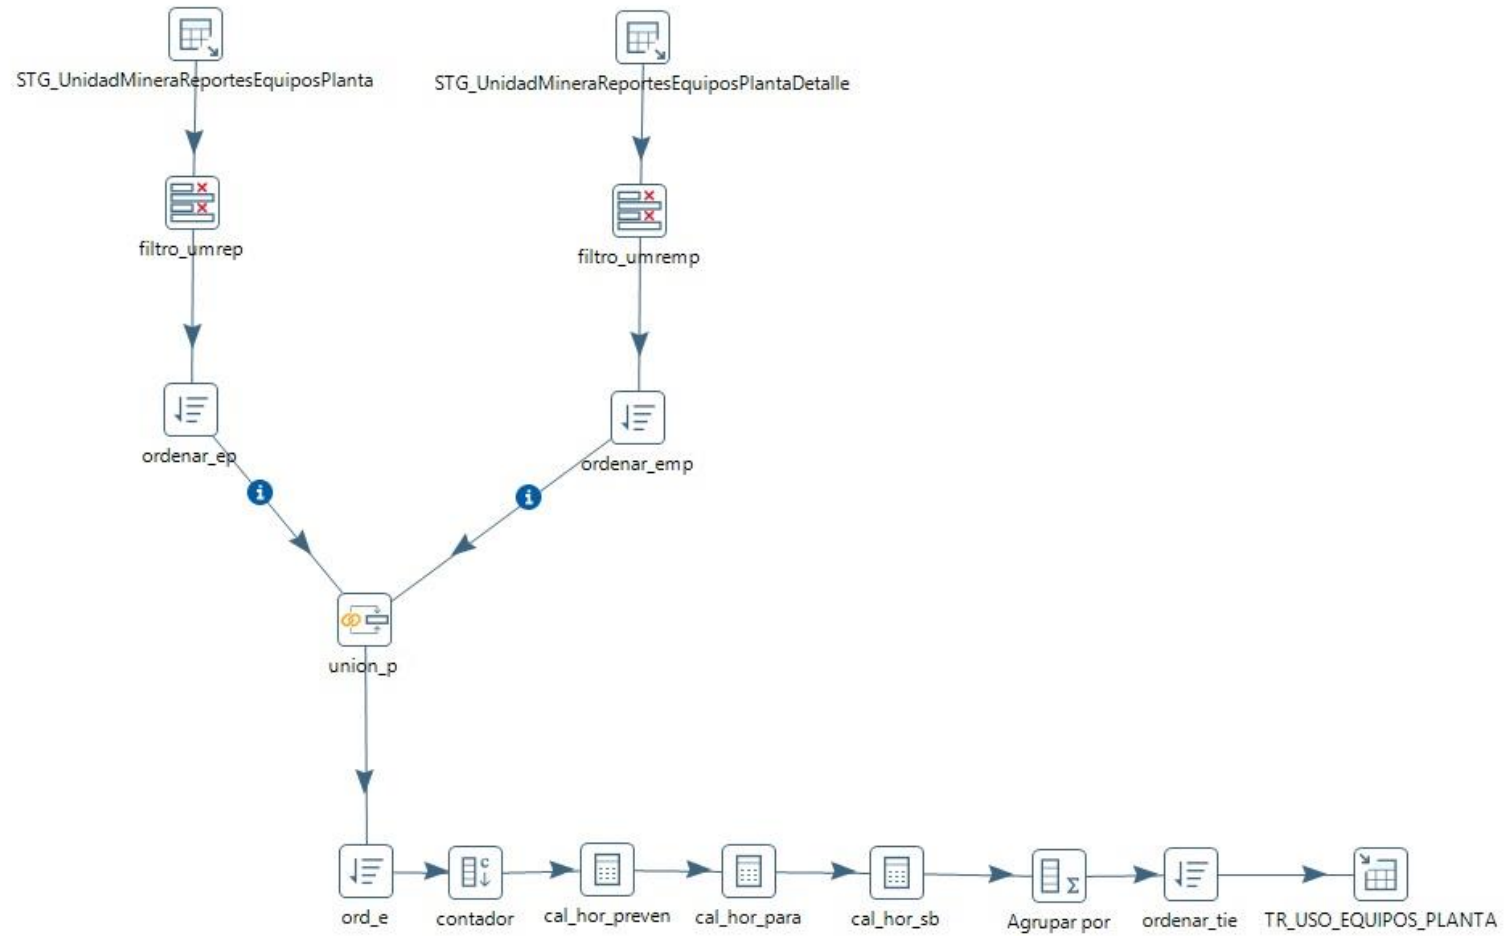 STG_UnidadMineraReportesEquiposPlanta
STG_UnidadMineraReportesEquiposPlantaDetalle
filtro_umrep
filtro_umremp
ordenar_ep
ordenar_emp
union_p
ord_e
contador
cal_hor_preven
cal_hor_para
cal_hor_sb
Agrupar por
ordenar_tie
TR_USO_EQUIPOS_PLANTA